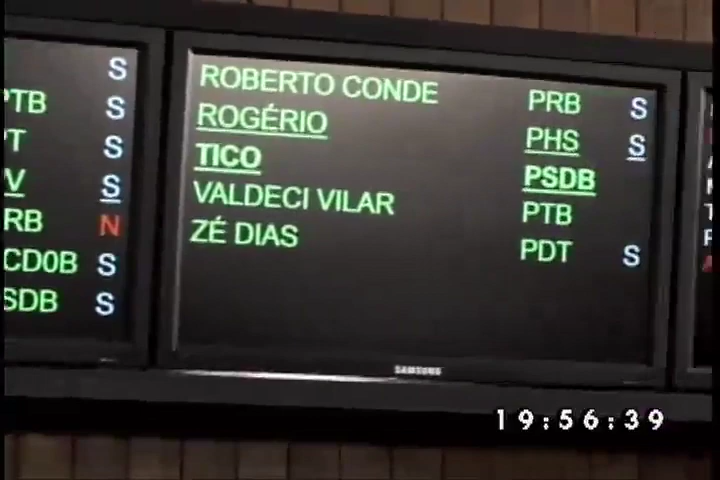 S
PTB S
PT S
V S
RB N
CD0B S
SDB S
ROBERTO CONDE PRB S
ROGÉRIO PHS S
TICO PSDB
VALDECI VILAR PTB
ZÉ DIAS PDT S
SAMSUNG
19:56:39